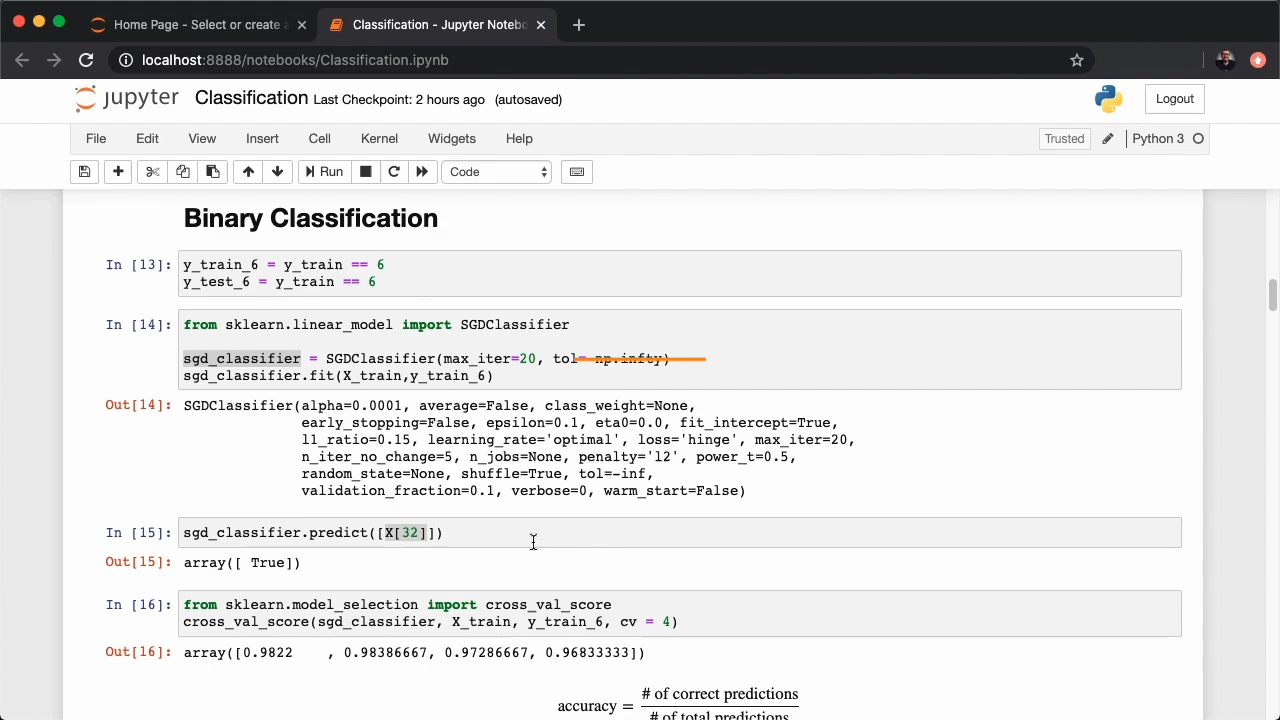 Home Page - Select or create a
Classification - Jupyter Notebo
localhost:8888/notebooks/Classification.ipynb
jupyter Classification Last Checkpoint: 2 hours ago (autosaved)
Logout
File Edit View Insert Cell Kernel Widgets Help
Trusted Python 3
Run Code
Binary Classification
In [13]: y_train_6 = y_train == 6
y_test_6 = y_train == 6
In [14]: from sklearn.linear_model import SGDClassifier
sgd_classifier = SGDClassifier(max_iter=20, tol= -np.infty)
sgd_classifier.fit(X_train,y_train_6)
Out[14]: SGDClassifier(alpha=0.0001, average=False, class_weight=None,
early_stopping=False, epsilon=0.1, eta0=0.0, fit_intercept=True,
l1_ratio=0.15, learning_rate='optimal', loss='hinge', max_iter=20,
n_iter_no_change=5, n_jobs=None, penalty='l2', power_t=0.5,
random_state=None, shuffle=True, tol=-inf,
validation_fraction=0.1, verbose=0, warm_start=False)
In [15]: sgd_classifier.predict([X[32]])
Out[15]: array([ True])
In [16]: from sklearn.model_selection import cross_val_score
cross_val_score(sgd_classifier, X_train, y_train_6, cv = 4)
Out[16]: array([0.9822    , 0.98386667, 0.97286667, 0.96833333])
# of correct predictions
accuracy =
# of total predictions